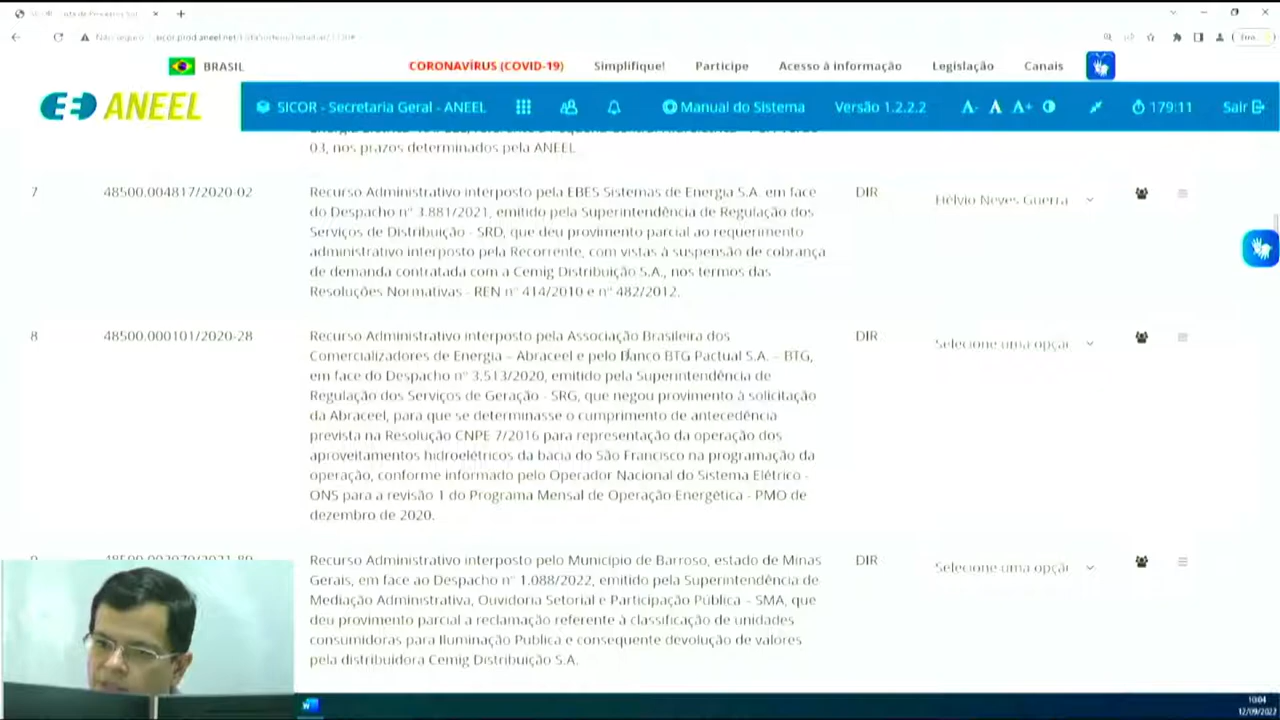 sicor.prod.aneel.net
BRASIL
CORONAVÍRUS (COVID-19)
Simplifique!
Participe
Acesso à informação
Legislação
Canais
ANEEL
SICOR - Secretaria Geral - ANEEL
Manual do Sistema
Versão 1.2.2.2
A- A A+
179:11
Sair
03, nos prazos determinados pela ANEEL
7
48500.004817/2020-02
Recurso Administrativo interposto pela EBES Sistemas de Energia S.A. em face
do Despacho nº 3.881/2021, emitido pela Superintendência de Regulação dos
Serviços de Distribuição - SRD, que deu provimento parcial ao requerimento
administrativo interposto pela Recorrente, com vistas à suspensão de cobrança
de demanda contratada com a Cemig Distribuição S.A., nos termos das
Resoluções Normativas - REN nº 414/2010 e nº 482/2012.
DIR
Hélvio Neves Guerra
8
48500.000101/2020-28
Recurso Administrativo interposto pela Associação Brasileira dos
Comercializadores de Energia – Abraceel e pelo Banco BTG Pactual S.A. – BTG,
em face do Despacho nº 3.513/2020, emitido pela Superintendência de
Regulação dos Serviços de Geração - SRG, que negou provimento à solicitação
da Abraceel, para que se determinasse o cumprimento de antecedência
prevista na Resolução CNPE 7/2016 para representação da operação dos
aproveitamentos hidroelétricos da bacia do São Francisco na programação da
operação, conforme informado pelo Operador Nacional do Sistema Elétrico -
ONS para a revisão 1 do Programa Mensal de Operação Energética - PMO de
dezembro de 2020.
DIR
Selecione uma opçã
9
Recurso Administrativo interposto pelo Município de Barroso, estado de Minas
Gerais, em face ao Despacho nº 1.088/2022, emitido pela Superintendência de
Mediação Administrativa, Ouvidoria Setorial e Participação Pública – SMA, que
deu provimento parcial a reclamação referente à classificação de unidades
consumidoras para Iluminação Pública e consequente devolução de valores
pela distribuidora Cemig Distribuição S.A.
DIR
Selecione uma opçã
10:04
12/09/2022